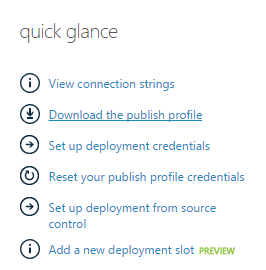 quick glance
View connection strings
Download the publish profile
Set up deployment credentials
Reset your publish profile credentials
Set up deployment from source
control
Add a new deployment slot PREVIEW